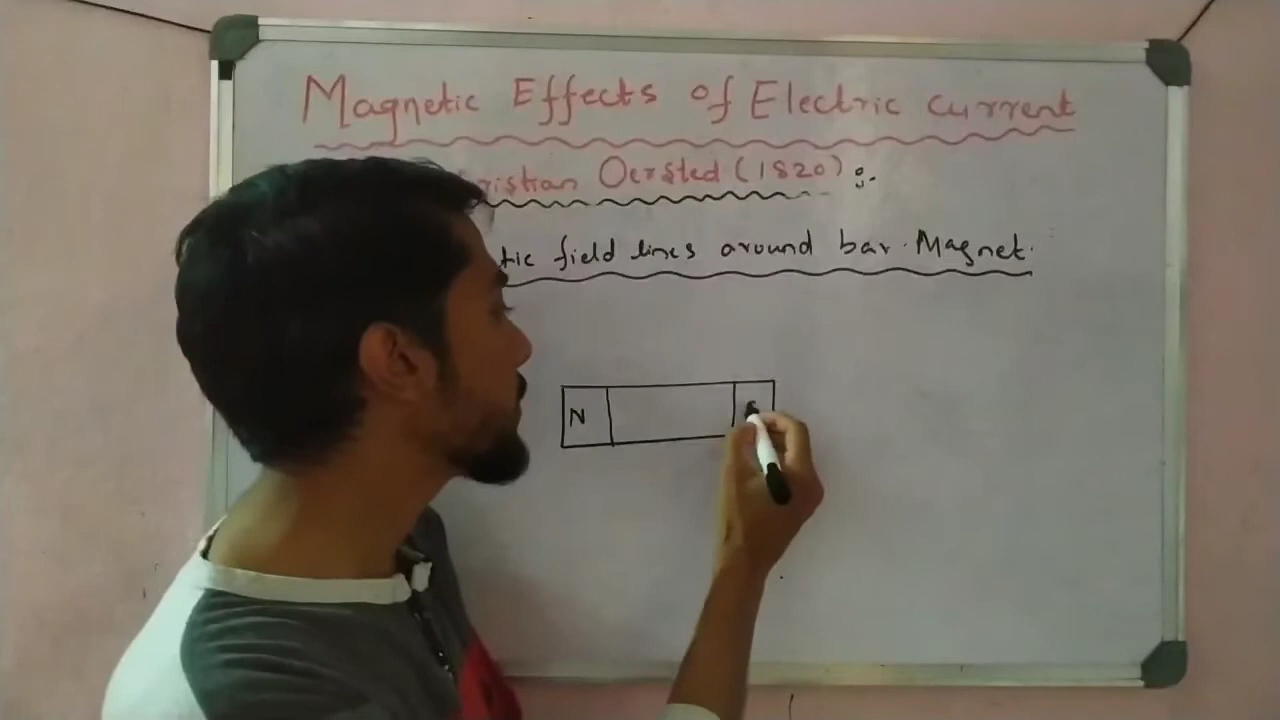 Magnetic Effects of Electric current
ristian Oersted (1820) :-
tic field lines around bar Magnet.
N S